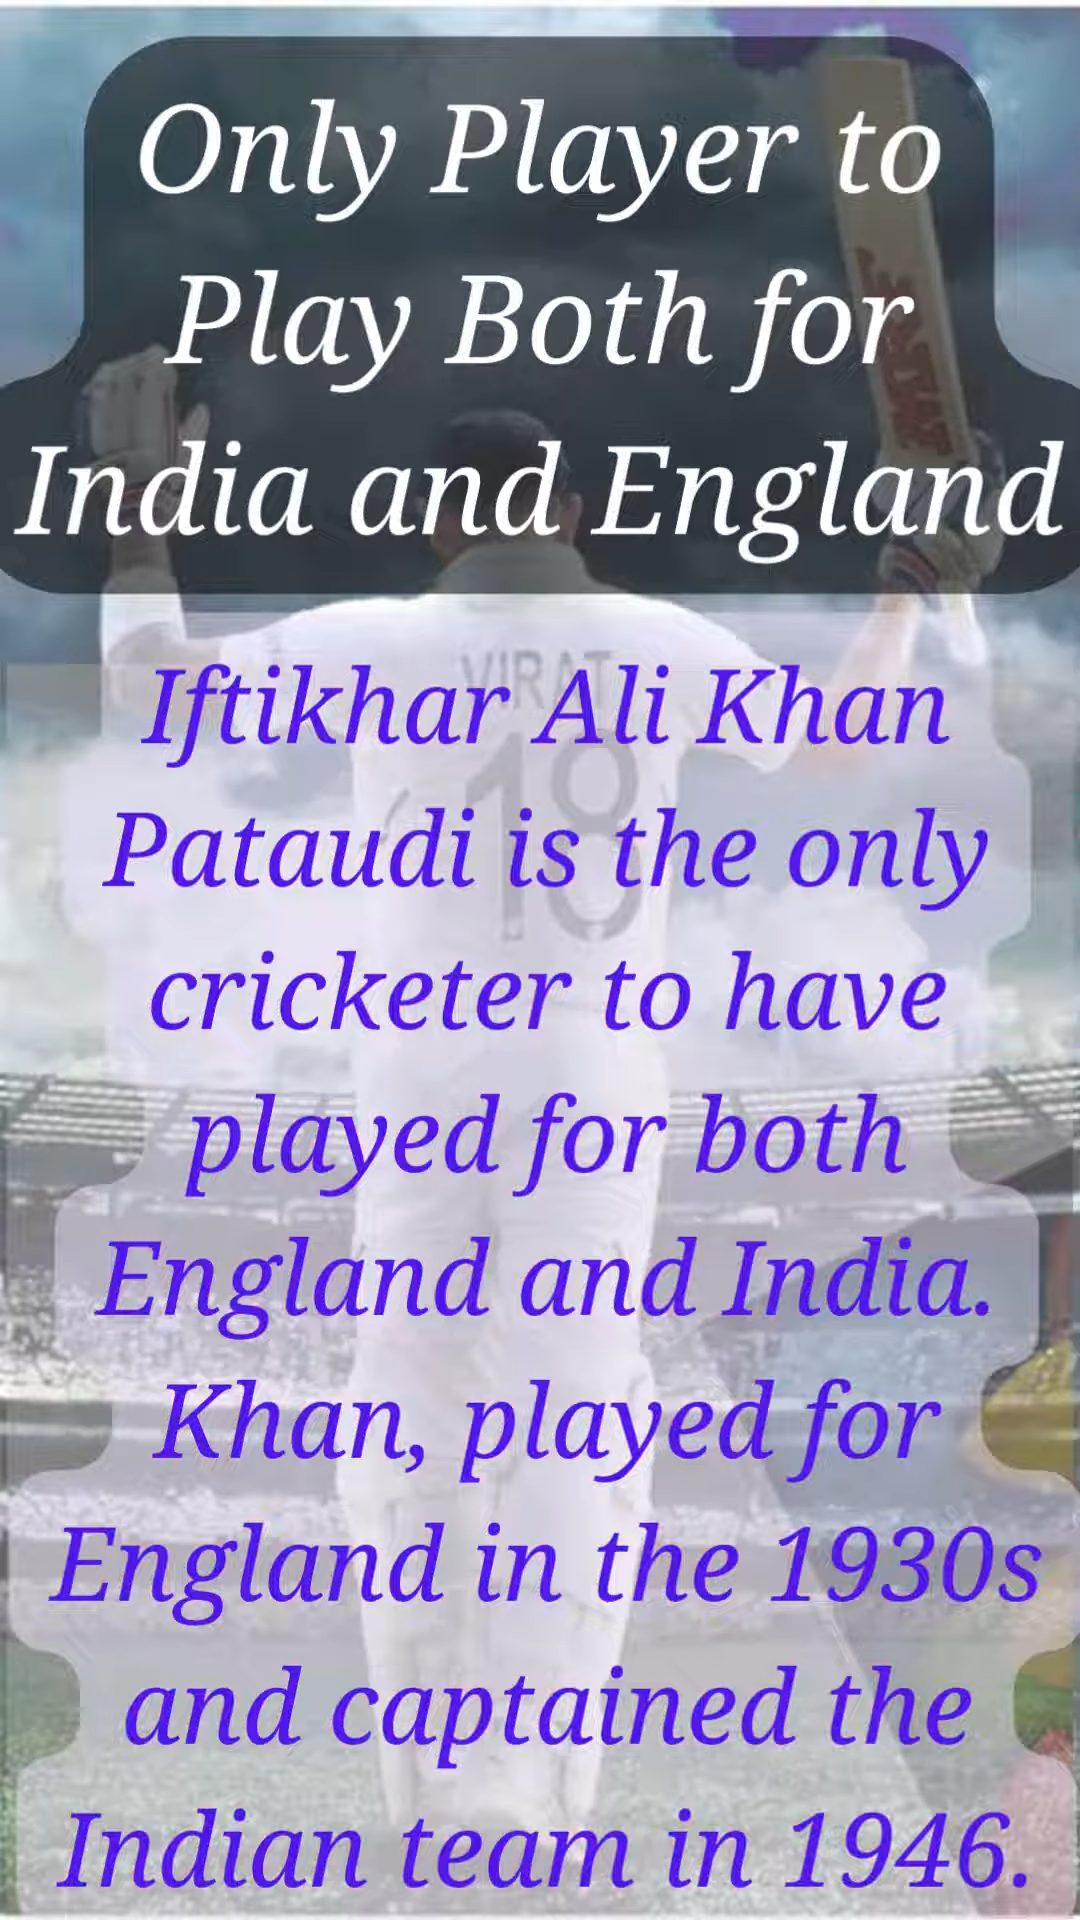 Only Player to
Play Both for
India and England
VIRAT
18
Iftikhar Ali Khan
Pataudi is the only
cricketer to have
played for both
England and India.
Khan, played for
England in the 1930s
and captained the
Indian team in 1946.